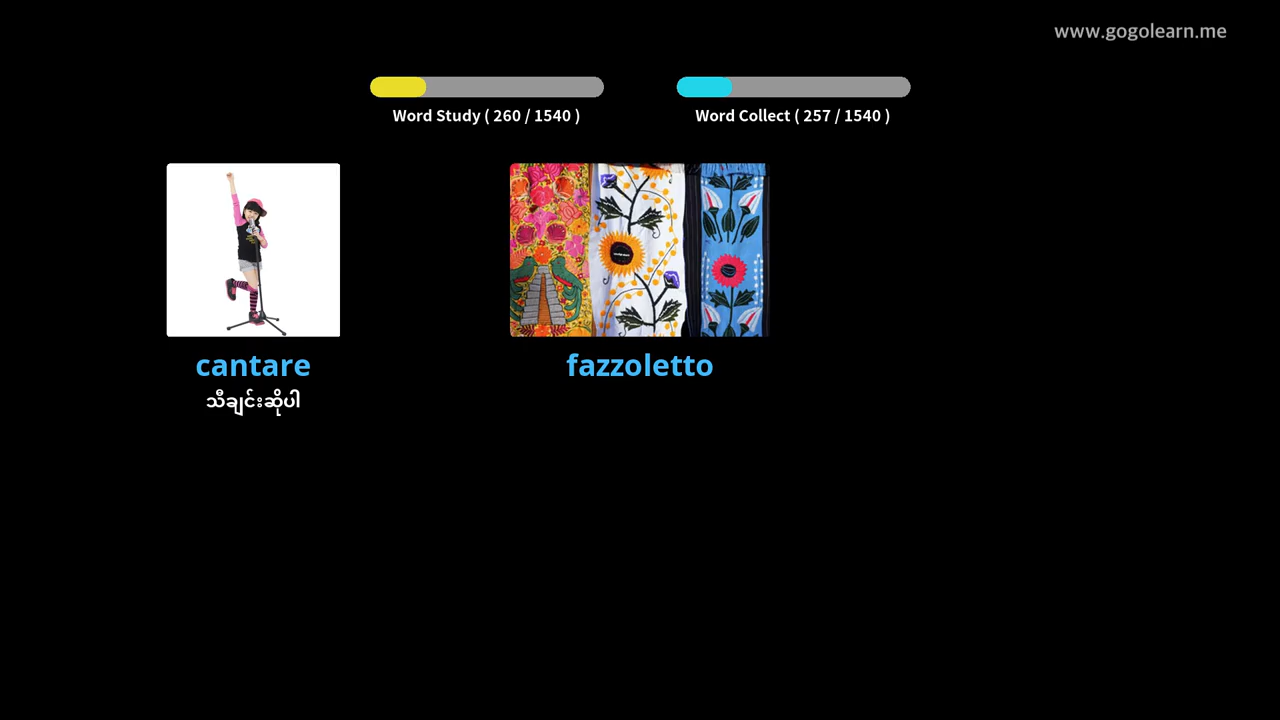 www.gogolearn.me
Word Study ( 260 / 1540 )
Word Collect ( 257 / 1540 )
cantare
fazzoletto
သီချင်းဆိုပါ